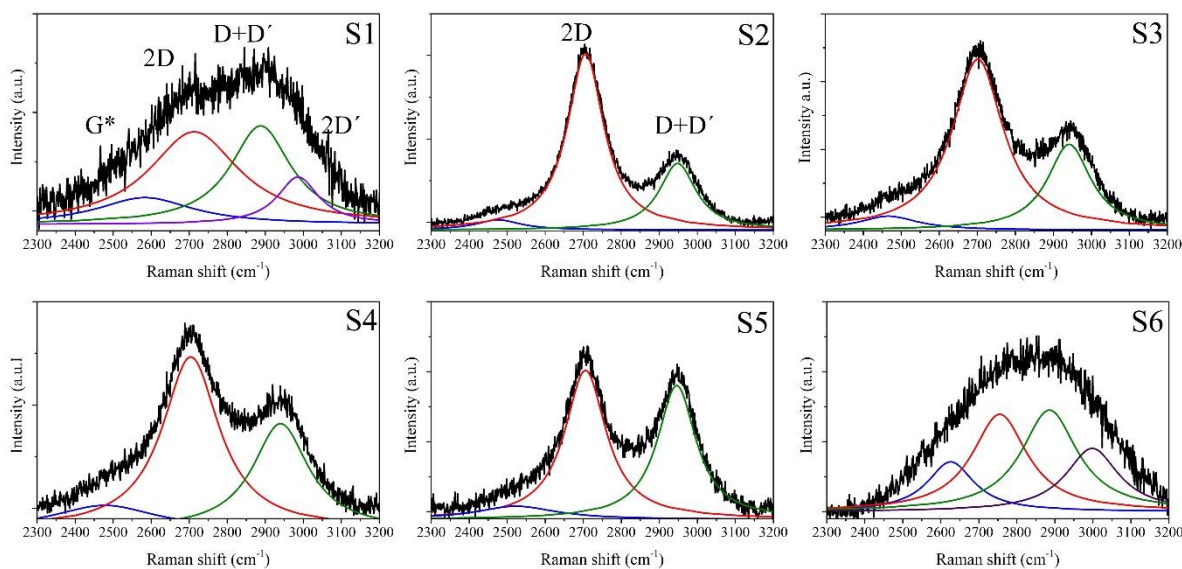 S1
D+D´
2D
G*
2D´
Intensity (a.u.)
2300 2400 2500 2600 2700 2800 2900 3000 3100 3200
Raman shift (cm-1)
S2
2D
D+D´
Intensity (a.u.)
2300 2400 2500 2600 2700 2800 2900 3000 3100 3200
Raman shift (cm-1)
S3
Intensity a.u.)
2300 2400 2500 2600 2700 2800 2900 3000 3100 3200
Raman shift (cm-1)
S4
Intensity (a.u.l
2300 2400 2500 2600 2700 2800 2900 3000 3100 3200
Raman shift (cm-1)
S5
Intensity (a.u.)
2300 2400 2500 2600 2700 2800 2900 3000 3100 3200
Raman shift (cm-1)
S6
Intensity (a.u.)
2300 2400 2500 2600 2700 2800 2900 3000 3100 3200
Raman shift (cm-1)